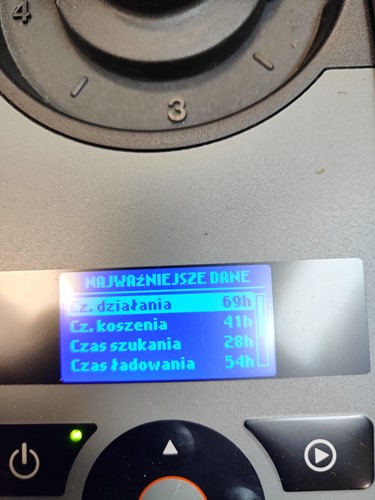 4
3
NAJWAŻNIEJSZE DANE
Cz. działania 69h
Cz. koszenia 41h
Czas szukania 28h
Czas ładowania 54h